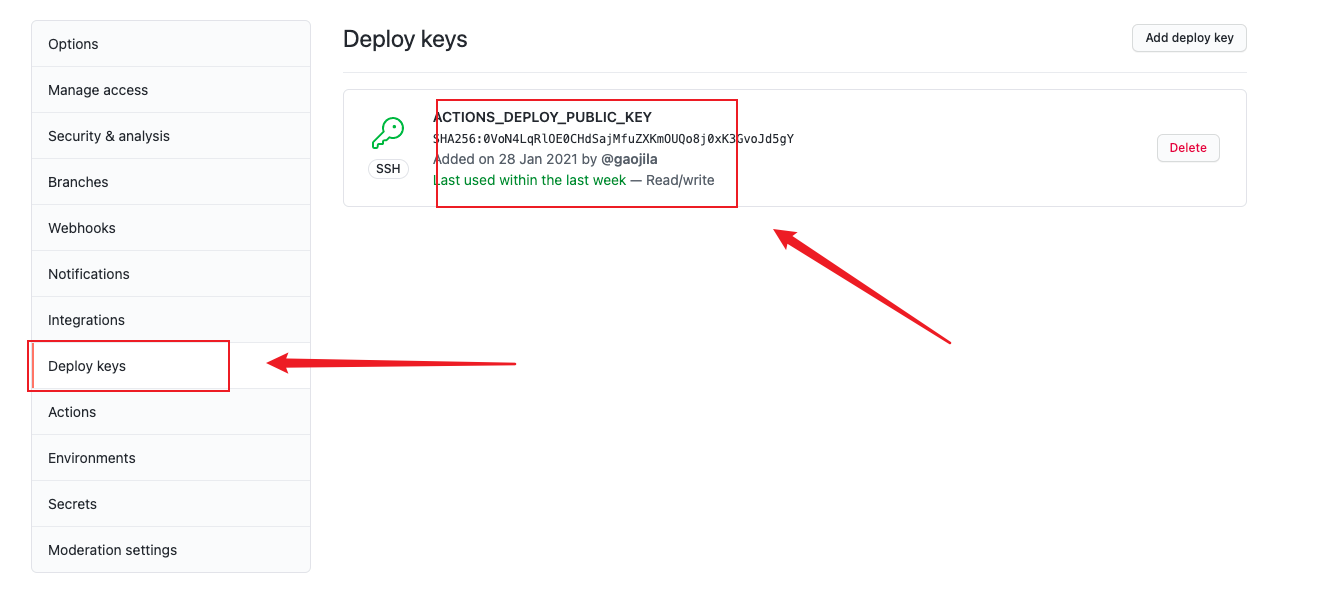 Options
Manage access
Security & analysis
Branches
Webhooks
Notifications
Integrations
Deploy keys
Actions
Environments
Secrets
Moderation settings
Deploy keys
Add deploy key
SSH
ACTIONS_DEPLOY_PUBLIC_KEY
SHA256:0VoN4LqRlOE0CHdSajMfuZXKmOUQo8j0xK3GvoJd5gY
Added on 28 Jan 2021 by @gaojila
Last used within the last week — Read/write
Delete